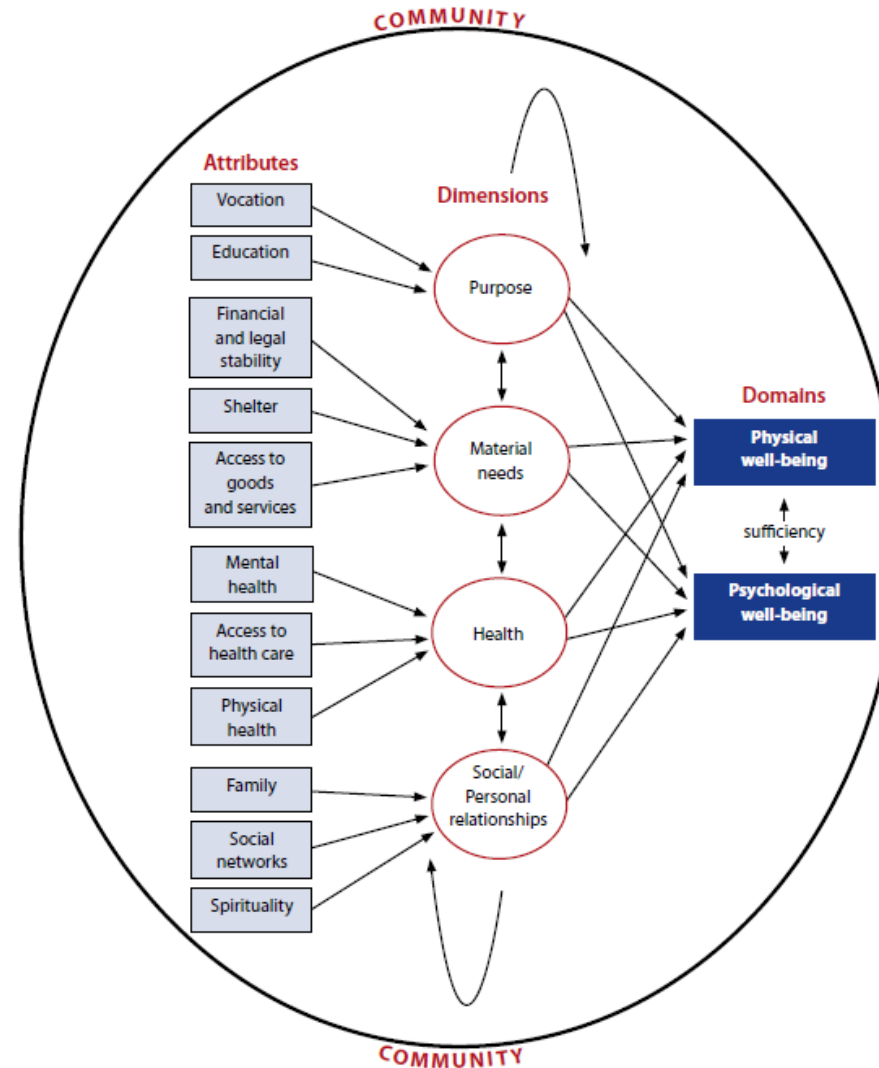 COMMUNITY
Attributes
Vocation
Education
Financial
and legal
stability
Shelter
Access to
goods
and services
Mental
health
Access to
health care
Physical
health
Family
Social
networks
Spirituality
Dimensions
Purpose
Material
needs
Health
Social/
Personal
relationships
Domains
Physical
well-being
sufficiency
Psychological
well-being
COMMUNITY